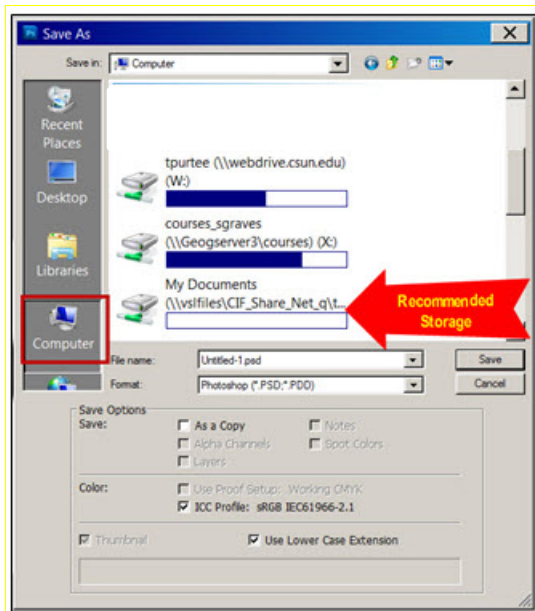 Save As
Save in: Computer
Recent
Places
Desktop
Libraries
Computer
tpurtee (\\webdrive.csun.edu)
(W:)
courses_sgraves
(\\Geogserver3\courses) (X:)
My Documents
(\\vslfiles\CIF_Share_Net_q\t...
Recommended
Storage
File name: Untitled-1.psd Save
Format: Photoshop (*.PSD;*.PDD) Cancel
Save Options
Save: As a Copy Notes
Alpha Channels Spot Colors
Layers
Color: Use Proof Setup: Working CMYK
ICC Profile: sRGB IEC61966-2.1
Thumbnail Use Lower Case Extension